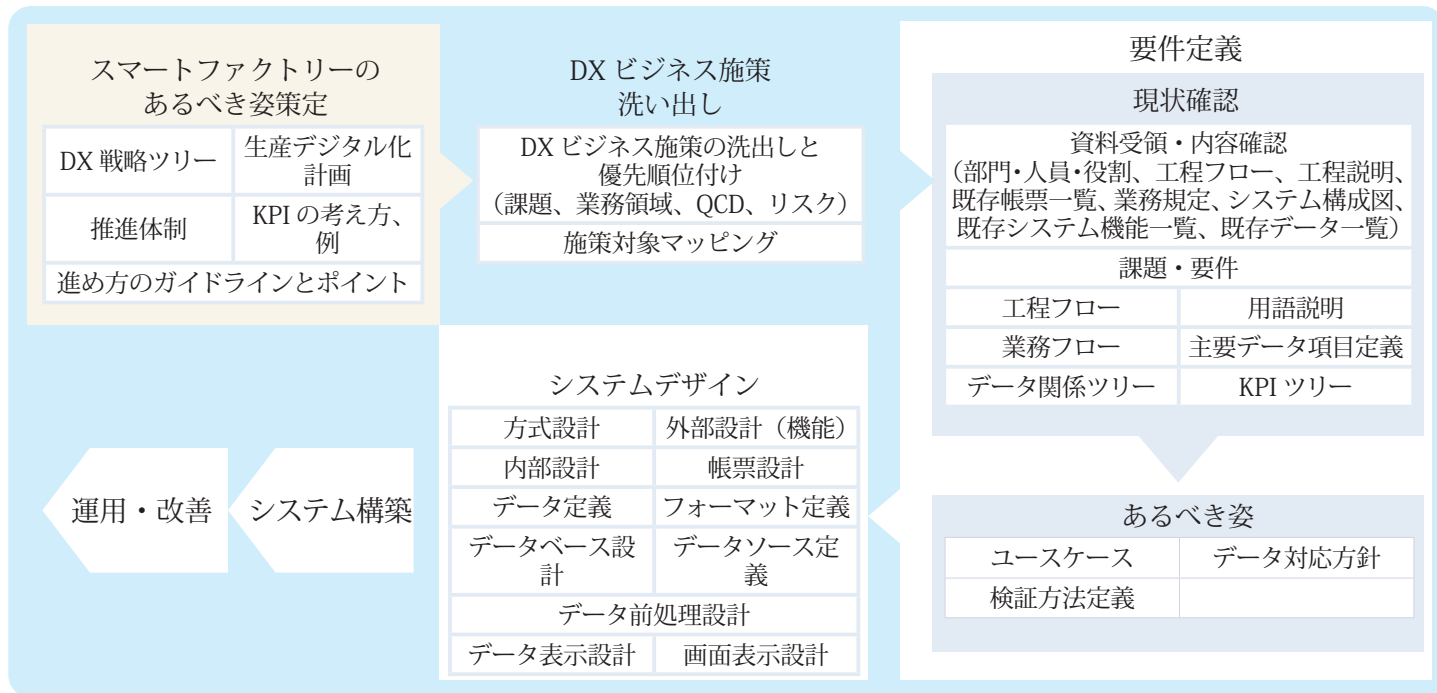 スマートファクトリーの
あるべき姿策定
DX 戦略ツリー
生産デジタル化
計画
推進体制
KPI の考え方、
例
進め方のガイドラインとポイント
DX ビジネス施策
洗い出し
DX ビジネス施策の洗出しと
優先順位付け
（課題、業務領域、QCD、リスク）
施策対象マッピング
要件定義
現状確認
資料受領・内容確認
（部門・人員・役割、工程フロー、工程説明、
既存帳票一覧、業務規定、システム構成図、
既存システム機能一覧、既存データ一覧）
課題・要件
工程フロー
用語説明
業務フロー
主要データ項目定義
データ関係ツリー
KPI ツリー
あるべき姿
ユースケース
データ対応方針
検証方法定義
システムデザイン
方式設計
外部設計（機能）
内部設計
帳票設計
データ定義
フォーマット定義
データベース設
計
データソース定
義
データ前処理設計
データ表示設計
画面表示設計
システム構築
運用・改善